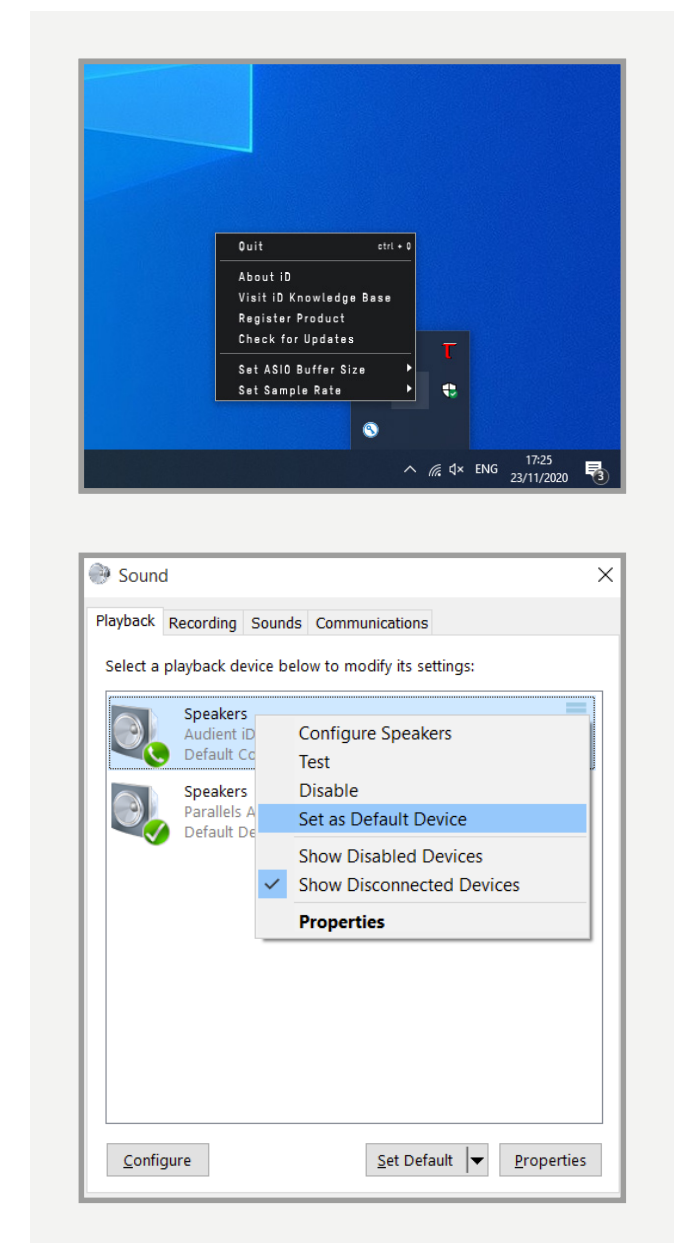 Quit ctrl + Q
About iD
Visit iD Knowledge Base
Register Product
Check for Updates
Set ASIO Buffer Size
Set Sample Rate
ENG
17:25
23/11/2020
3
Sound
Playback Recording Sounds Communications
Select a playback device below to modify its settings:
Speakers
Audient iD
Default
Speakers
Parallels
Default
Configure Speakers
Test
Disable
Set as Default Device
Show Disabled Devices
Show Disconnected Devices
Properties
Configure Set Default Properties